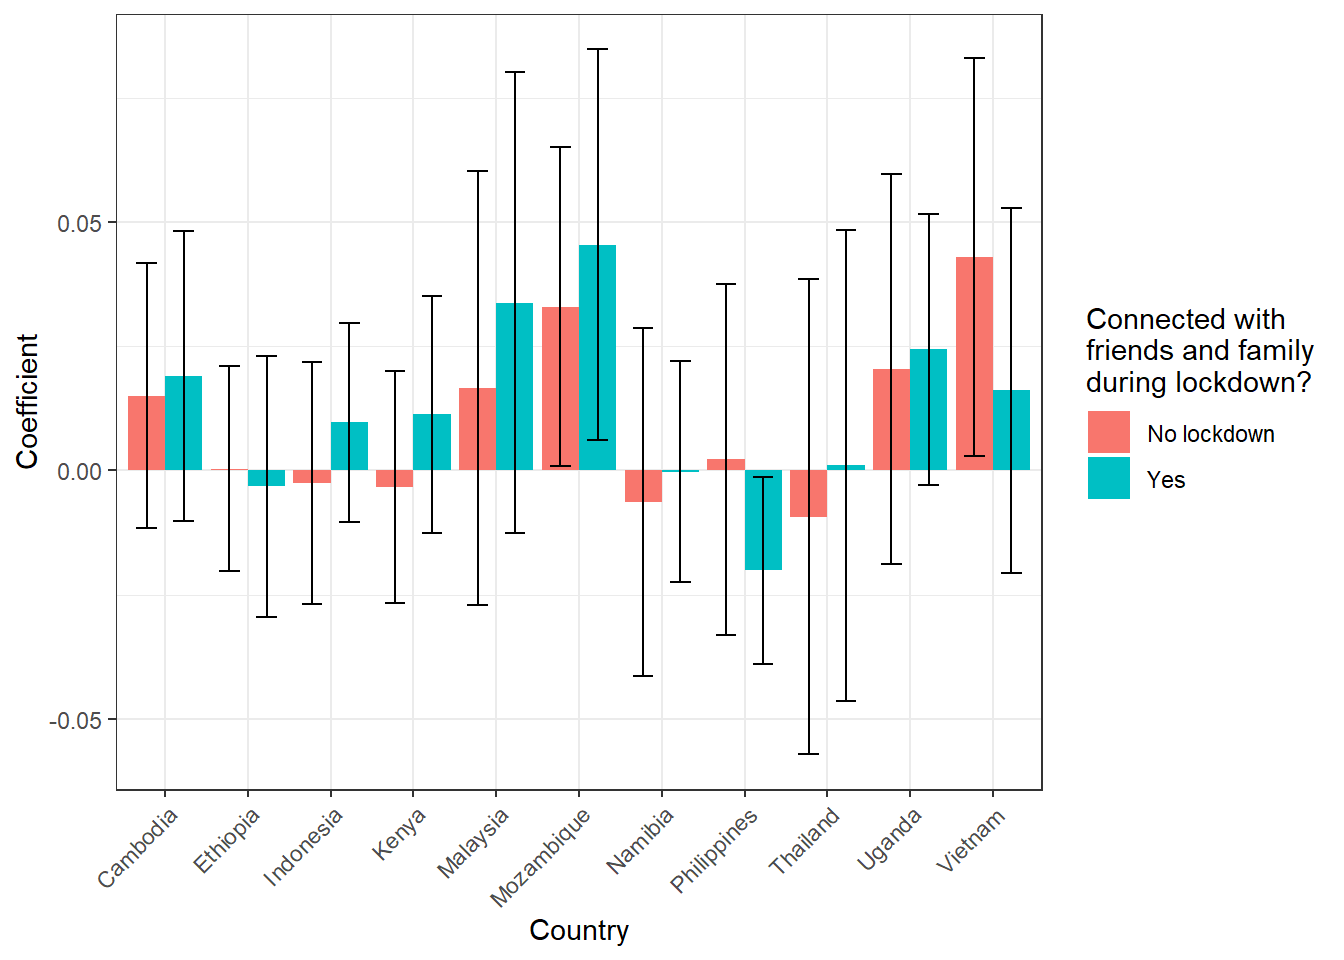 0.05
0.00
-0.05
Coefficient
Cambodia
Ethiopia
Indonesia
Kenya
Malaysia
Mozambique
Namibia
Philippines
Thailand
Uganda
Vietnam
Country
Connected with
friends and family
during lockdown?
No lockdown
Yes